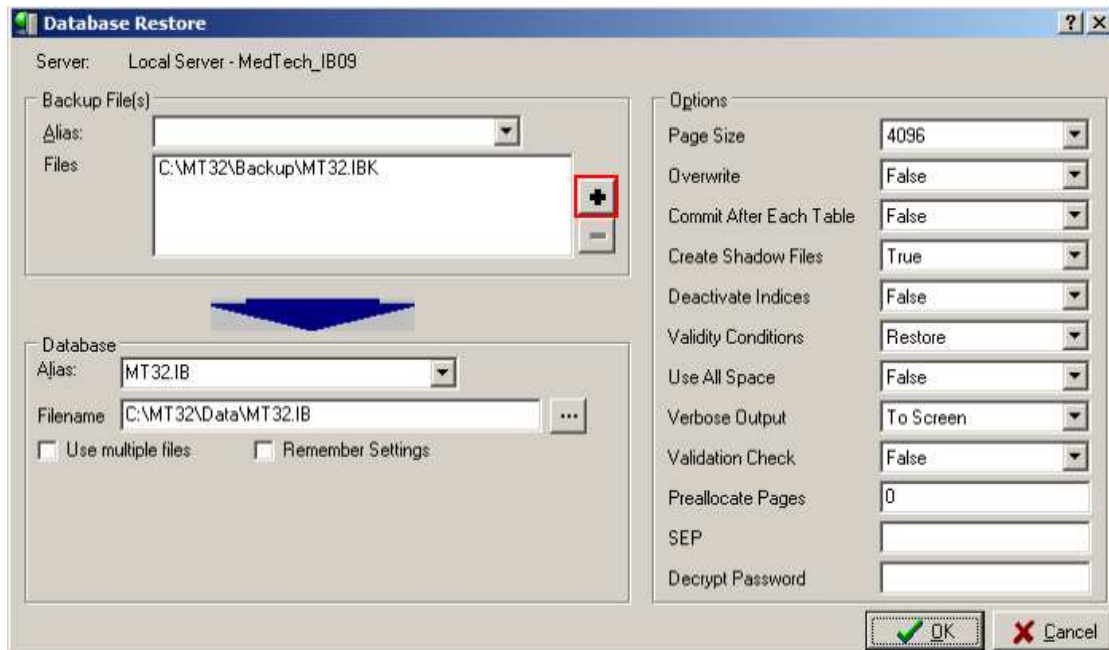 Database Restore
Server: Local Server - MedTech_IB09
Backup File(s)
Alias:
Files C:\MT32\Backup\MT32.IBK
Database
Alias: MT32.IB
Filename C:\MT32\Data\MT32.IB ...
Use multiple files Remember Settings
Options
Page Size 4096
Overwrite False
Commit After Each Table False
Create Shadow Files True
Deactivate Indices False
Validity Conditions Restore
Use All Space False
Verbose Output To Screen
Validation Check False
Preallocate Pages 0
SEP
Decrypt Password
OK Cancel